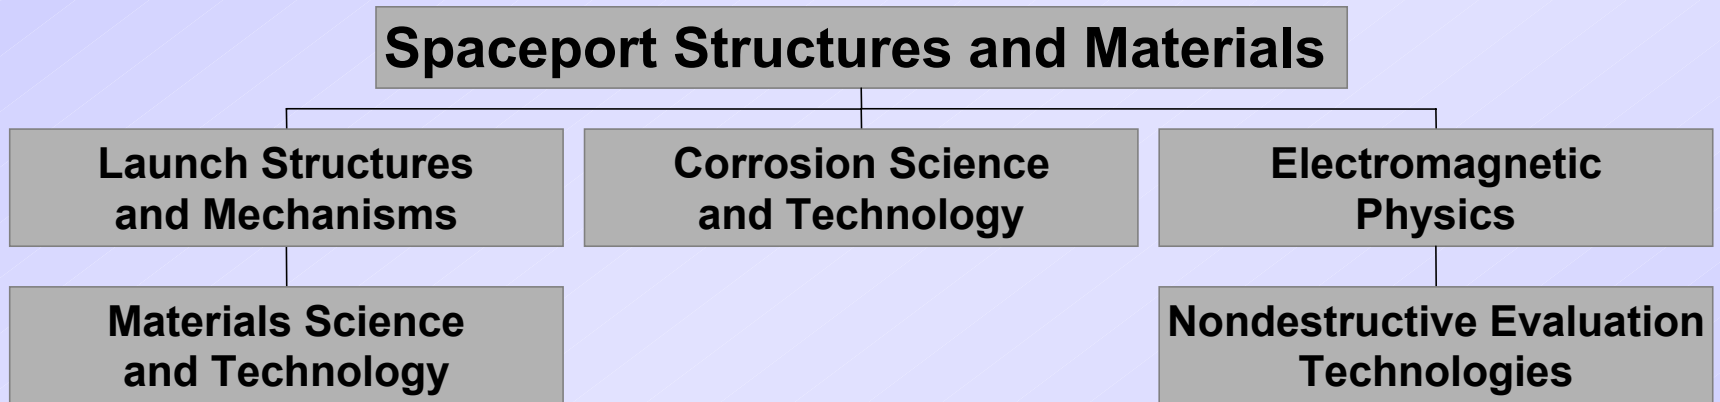 Spaceport Structures and Materials
Launch Structures
and Mechanisms
Corrosion Science
and Technology
Electromagnetic
Physics
Materials Science
and Technology
Nondestructive Evaluation
Technologies